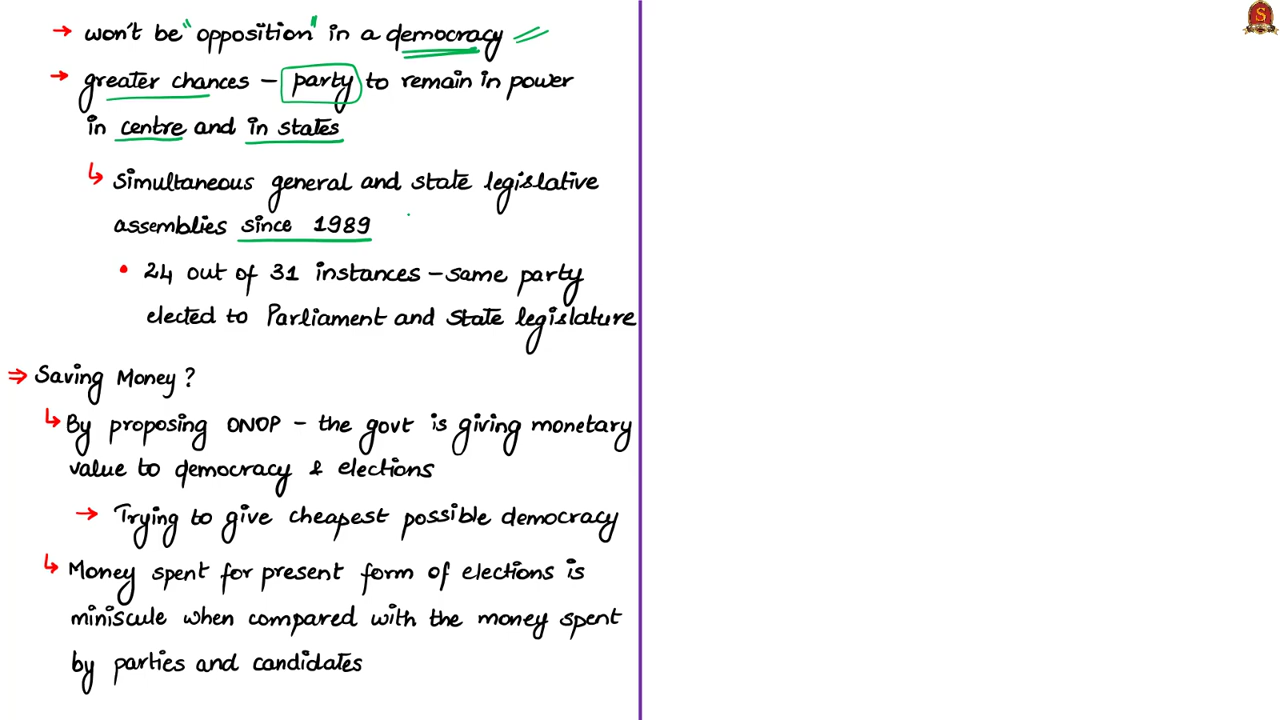 → won't be "opposition" in a democracy
→ greater chances – party to remain in power
in centre and in states
↳ Simultaneous general and state legislative
assemblies since 1989
• 24 out of 31 instances – same party
elected to Parliament and state legislature
⇒ Saving Money?
↳ By proposing ONOP – the govt is giving monetary
value to democracy & elections
→ Trying to give cheapest possible democracy
↳ Money spent for present form of elections is
miniscule when compared with the money spent
by parties and candidates
S